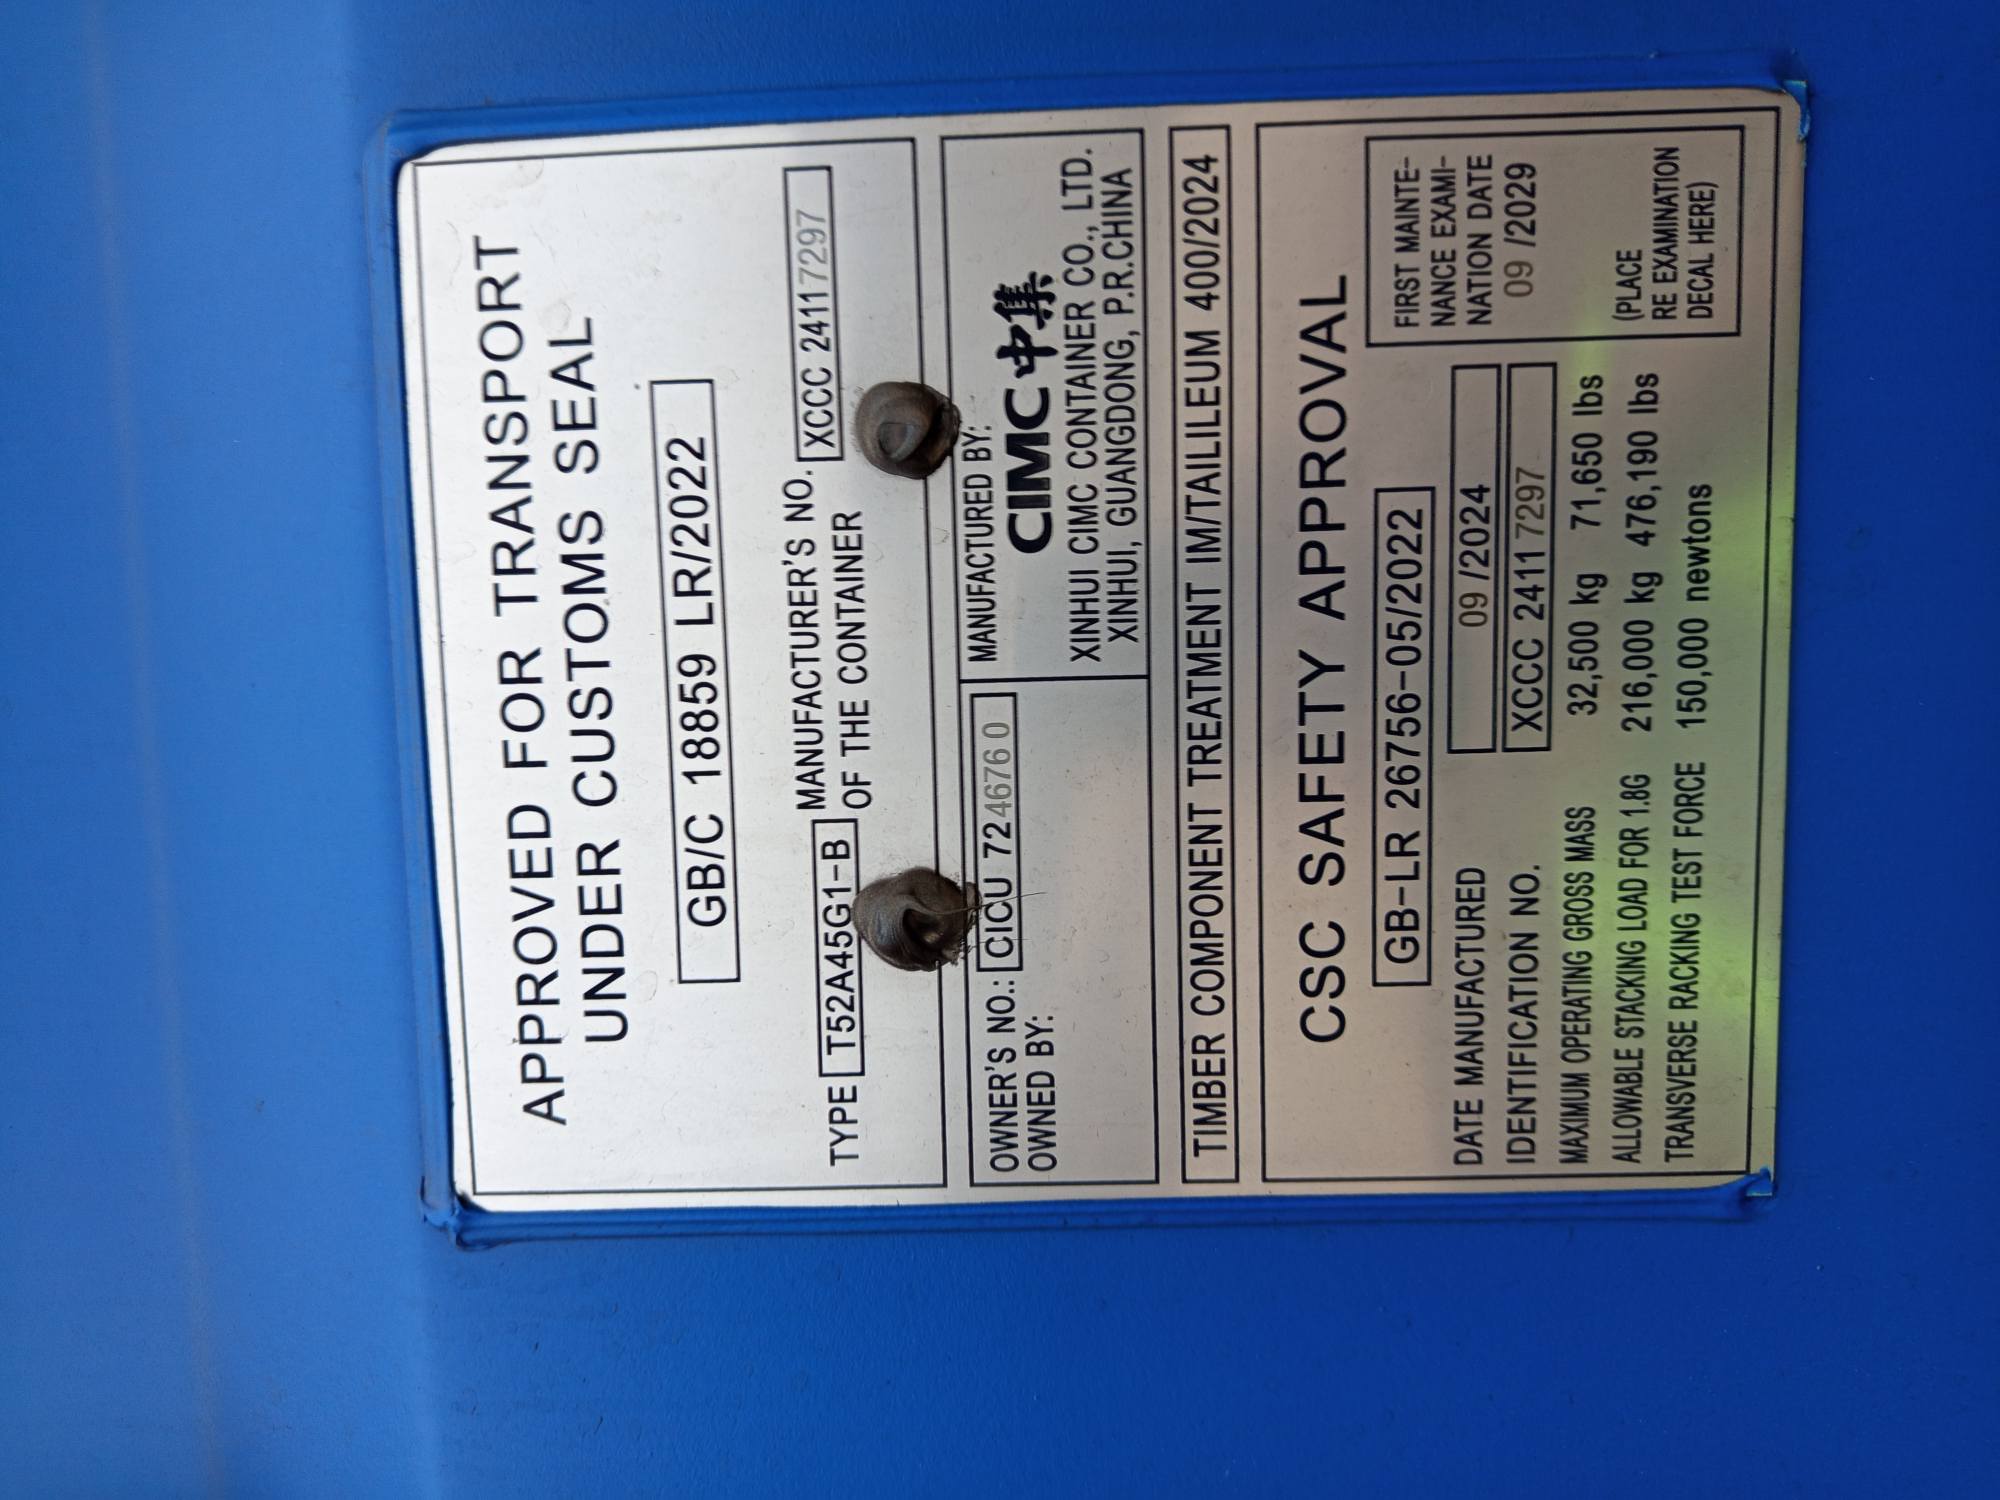 APPROVED FOR TRANSPORT
UNDER CUSTOMS SEAL
GB/C 18859 LR/2022
TYPE T52A45G1-B MANUFACTURER'S NO. XCCC 2411 7297
OF THE CONTAINER
OWNER'S NO.: CICU 724676 0
OWNED BY:
MANUFACTURED BY:
CIMC 中集
XINHUI CIMC CONTAINER CO., LTD.
XINHUI, GUANGDONG, P.R.CHINA
TIMBER COMPONENT TREATMENT IM/TAILILEUM 400/2024
CSC SAFETY APPROVAL
GB-LR 26756-05/2022
DATE MANUFACTURED 09 /2024
IDENTIFICATION NO. XCCC 2411 7297
MAXIMUM OPERATING GROSS MASS 32,500 kg 71,650 lbs
ALLOWABLE STACKING LOAD FOR 1.8G 216,000 kg 476,190 lbs
TRANSVERSE RACKING TEST FORCE 150,000 newtons
FIRST MAINTE-
NANCE EXAMI-
NATION DATE
09 /2029
(PLACE
RE EXAMINATION
DECAL HERE)